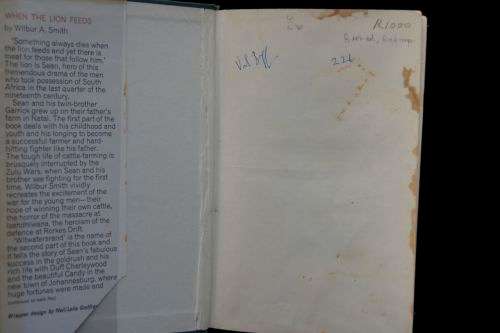 WHEN THE LION FEEDS
by Wilbur A. Smith
'Something always dies when
the lion feeds and yet there is
meat for those that follow him.'
The lion is Sean, hero of this
tremendous drama of the men
who took possession of South
Africa in the last quarter of the
nineteenth century.
Sean and his twin-brother
Garrick grew up on their father's
farm in Natal. The first part of the
book deals with his childhood and
youth and his longing to become
a successful farmer and hard-
hitting fighter like his father.
The tough life of cattle-farming is
brusquely interrupted by the
Zulu Wars, when Sean and his
brother see fighting for the first
time. Wilbur Smith vividly
recreates the excitement of the
war for the young men—their
hope of winning their own cattle,
the horror of the massacre at
Isandhlwana, the heroism of the
defence at Rorkes Drift.
'Witwatersrand' is the name of
the second part of this book and
it tells the story of Sean's fabulous
success in the goldrush and his
rich life with Duff Charleywood
and the beautiful Candy in the
new town of Johannesburg, where
huge fortunes were made and
Wrapper design by
R1000
226